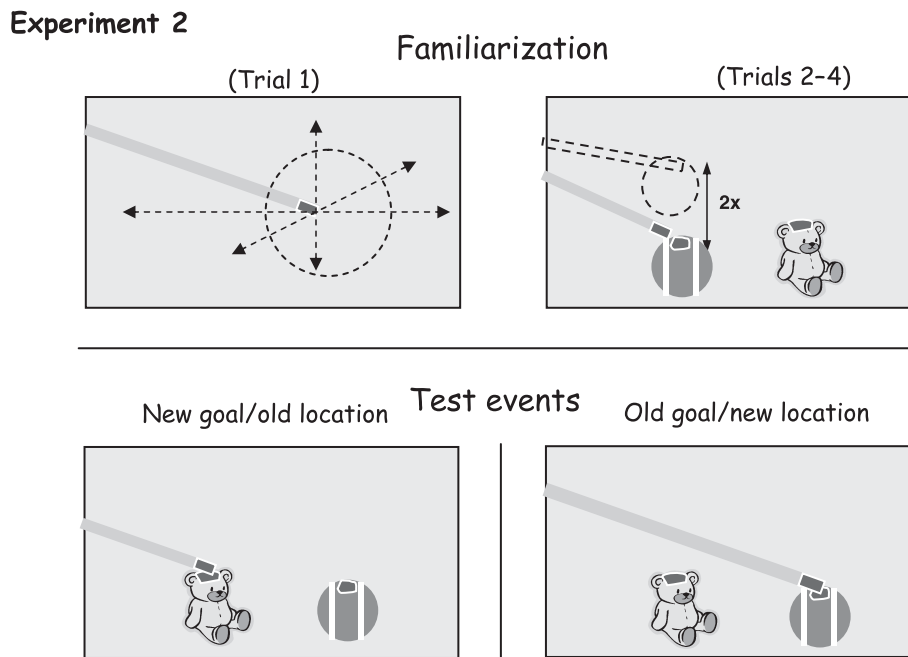 Experiment 2
Familiarization
(Trial 1)
(Trials 2–4)
2x
Test events
New goal/old location
Old goal/new location